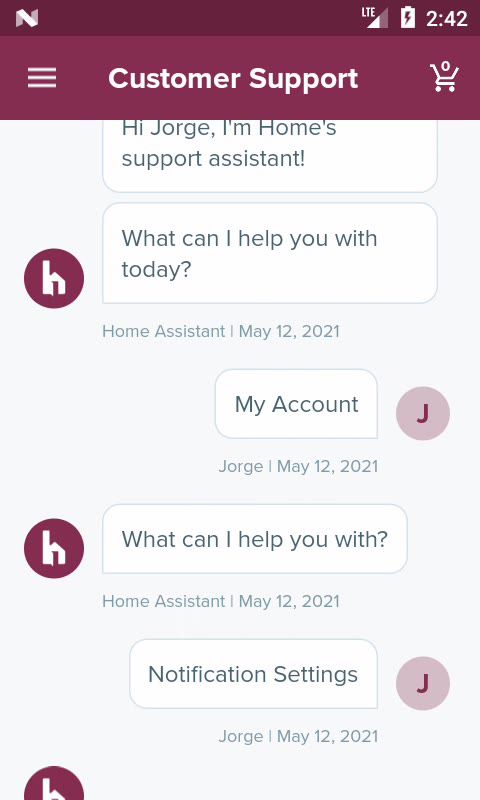 LTE 2:42
Customer Support
0
Hi Jorge, I'm Home's
support assistant!
What can I help you with
today?
h
Home Assistant | May 12, 2021
My Account
J
Jorge | May 12, 2021
What can I help you with?
h
Home Assistant | May 12, 2021
Notification Settings
J
Jorge | May 12, 2021